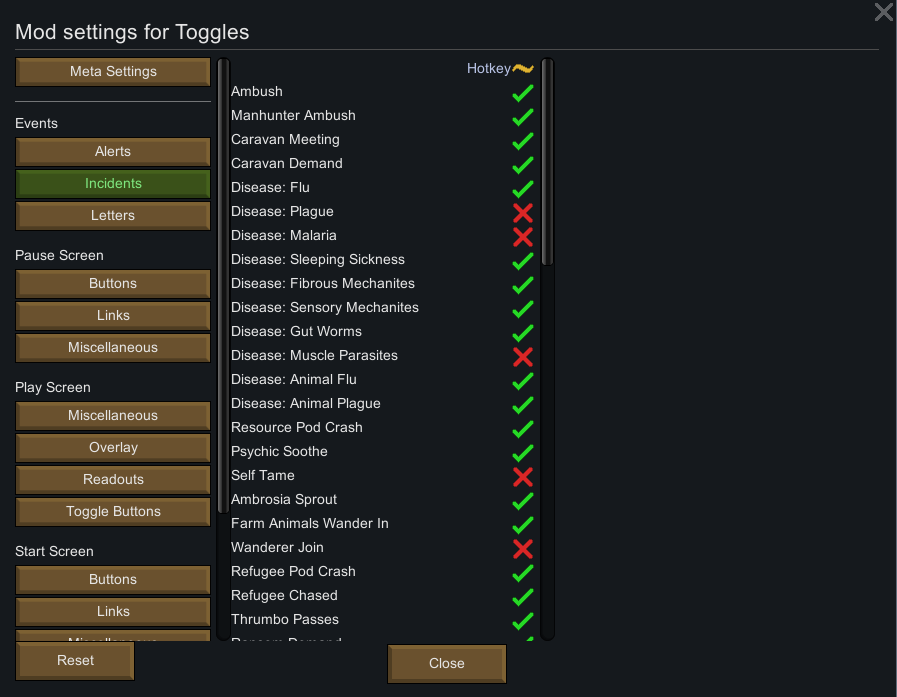 Mod settings for Toggles
Meta Settings
Events
Alerts
Incidents
Letters
Pause Screen
Buttons
Links
Miscellaneous
Play Screen
Miscellaneous
Overlay
Readouts
Toggle Buttons
Start Screen
Buttons
Links
Miscellaneous
Reset
Hotkey
Ambush
Manhunter Ambush
Caravan Meeting
Caravan Demand
Disease: Flu
Disease: Plague
Disease: Malaria
Disease: Sleeping Sickness
Disease: Fibrous Mechanites
Disease: Sensory Mechanites
Disease: Gut Worms
Disease: Muscle Parasites
Disease: Animal Flu
Disease: Animal Plague
Resource Pod Crash
Psychic Soothe
Self Tame
Ambrosia Sprout
Farm Animals Wander In
Wanderer Join
Refugee Pod Crash
Refugee Chased
Thrumbo Passes
Ransom Demand
Close